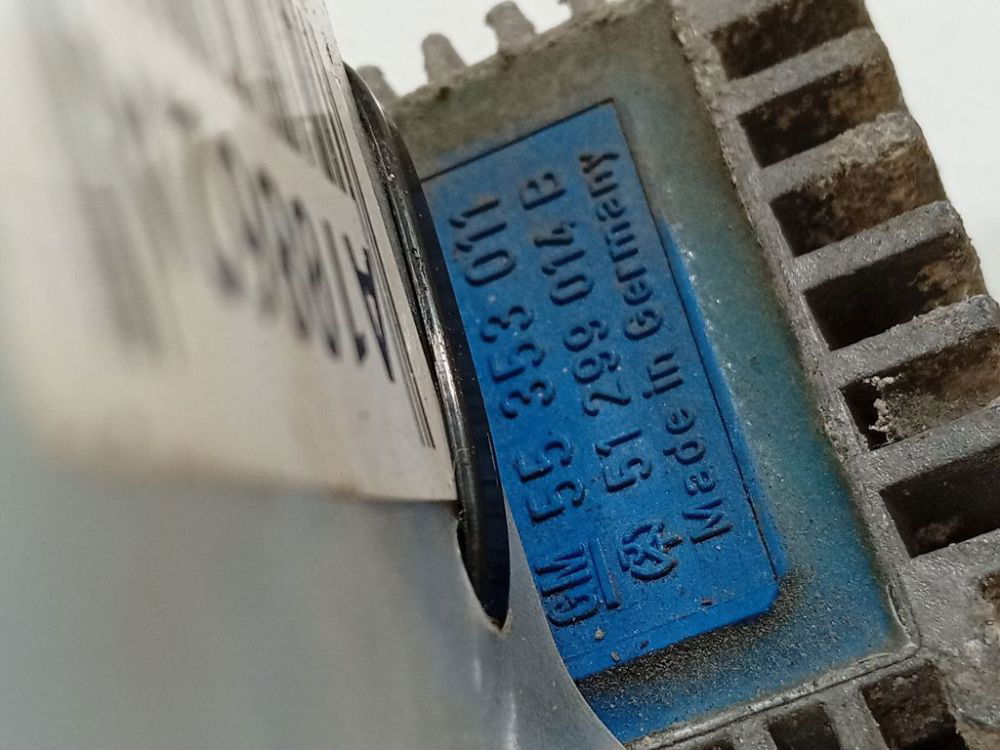 GM 55 353 011
51 299 014 B
Made in Germany